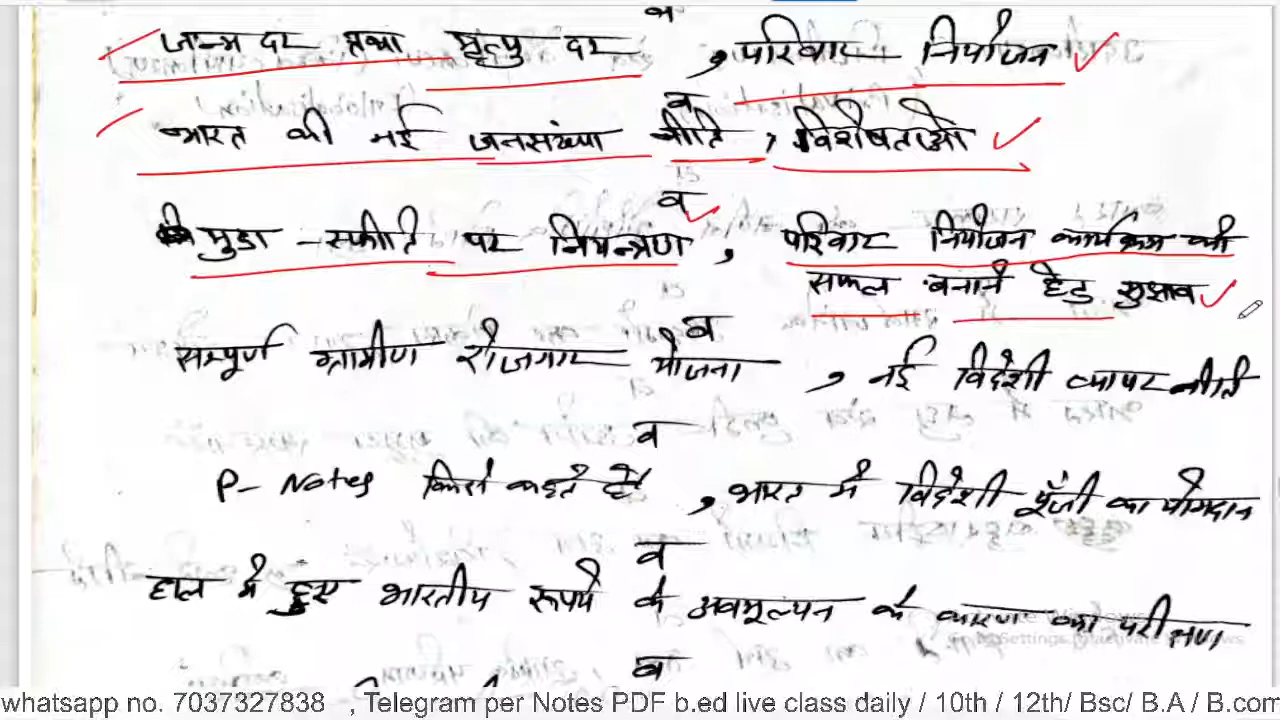 व
जन्म दर तथा मृत्यु दर , परिवार नियोजन
व
भारत की नई जनसंख्या नीति , विशेषताओ
व
मुद्रा - स्फीति पर नियन्त्रण , परिवार नियोजन कार्यक्रम को
सफल बनाने हेतु सुझाव
व
सम्पूर्ण ग्रामीण रोजगार योजना , नई विदेशी व्यापर नीति
व
P- Notes किसे कहते है , भारत मे विदेशी पूँजी का योगदान
व
हाल मे हुए भारतीय रूपये के अवमूल्यन के कारण का परीक्षण
व
whatsapp no. 7037327838 , Telegram per Notes PDF b.ed live class daily / 10th / 12th/ Bsc/ B.A / B.com